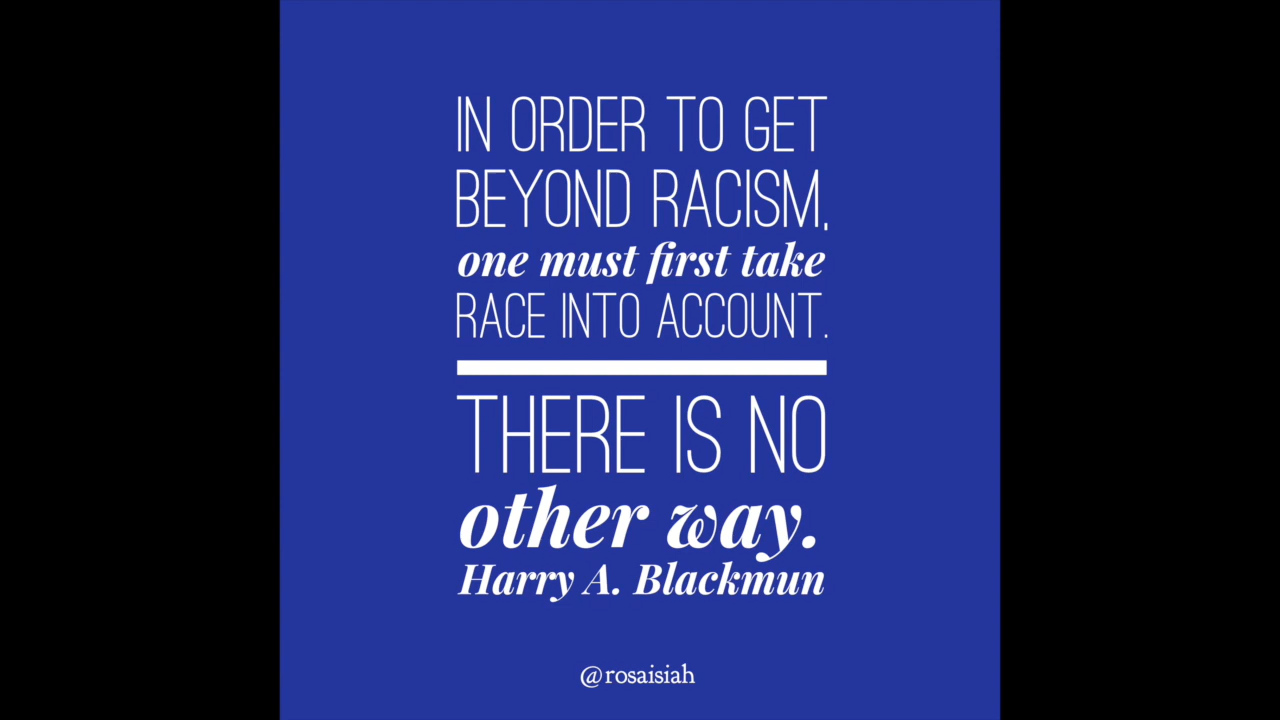 IN ORDER TO GET
BEYOND RACISM,
one must first take
RACE INTO ACCOUNT.
THERE IS NO
other way.
Harry A. Blackmun
@rosaisiah